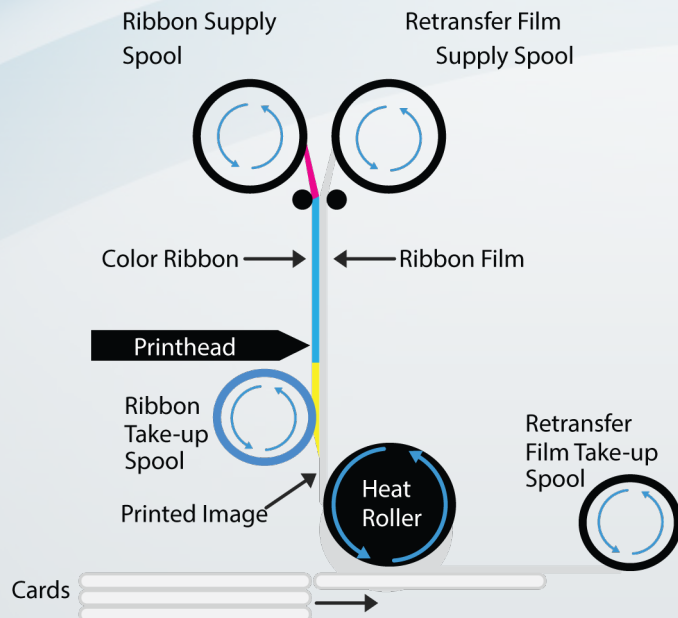 Ribbon Supply
Spool
Retransfer Film
Supply Spool
Color Ribbon
Ribbon Film
Printhead
Ribbon
Take-up
Spool
Retransfer
Film Take-up
Spool
Heat
Roller
Printed Image
Cards